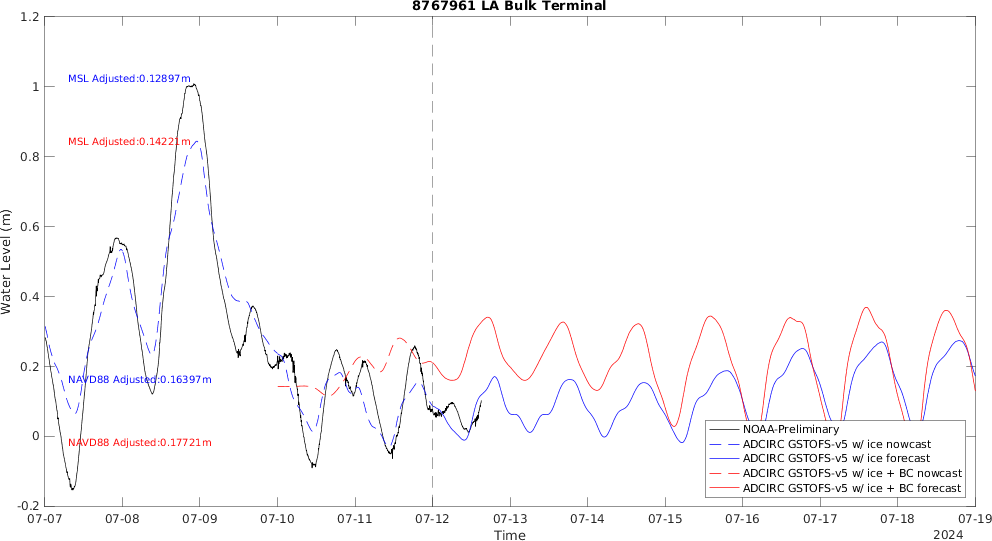 8767961 LA Bulk Terminal
1.2
1
0.8
0.6
0.4
0.2
0
-0.2
Water Level (m)
MSL Adjusted:0.12897m
MSL Adjusted:0.14221m
NAVD88 Adjusted:0.16397m
NAVD88 Adjusted:0.17721m
NOAA-Preliminary
ADCIRC GSTOFS-v5 w/ ice nowcast
ADCIRC GSTOFS-v5 w/ ice forecast
ADCIRC GSTOFS-v5 w/ ice + BC nowcast
ADCIRC GSTOFS-v5 w/ ice + BC forecast
07-07 07-08 07-09 07-10 07-11 07-12 07-13 07-14 07-15 07-16 07-17 07-18 07-19
Time
2024